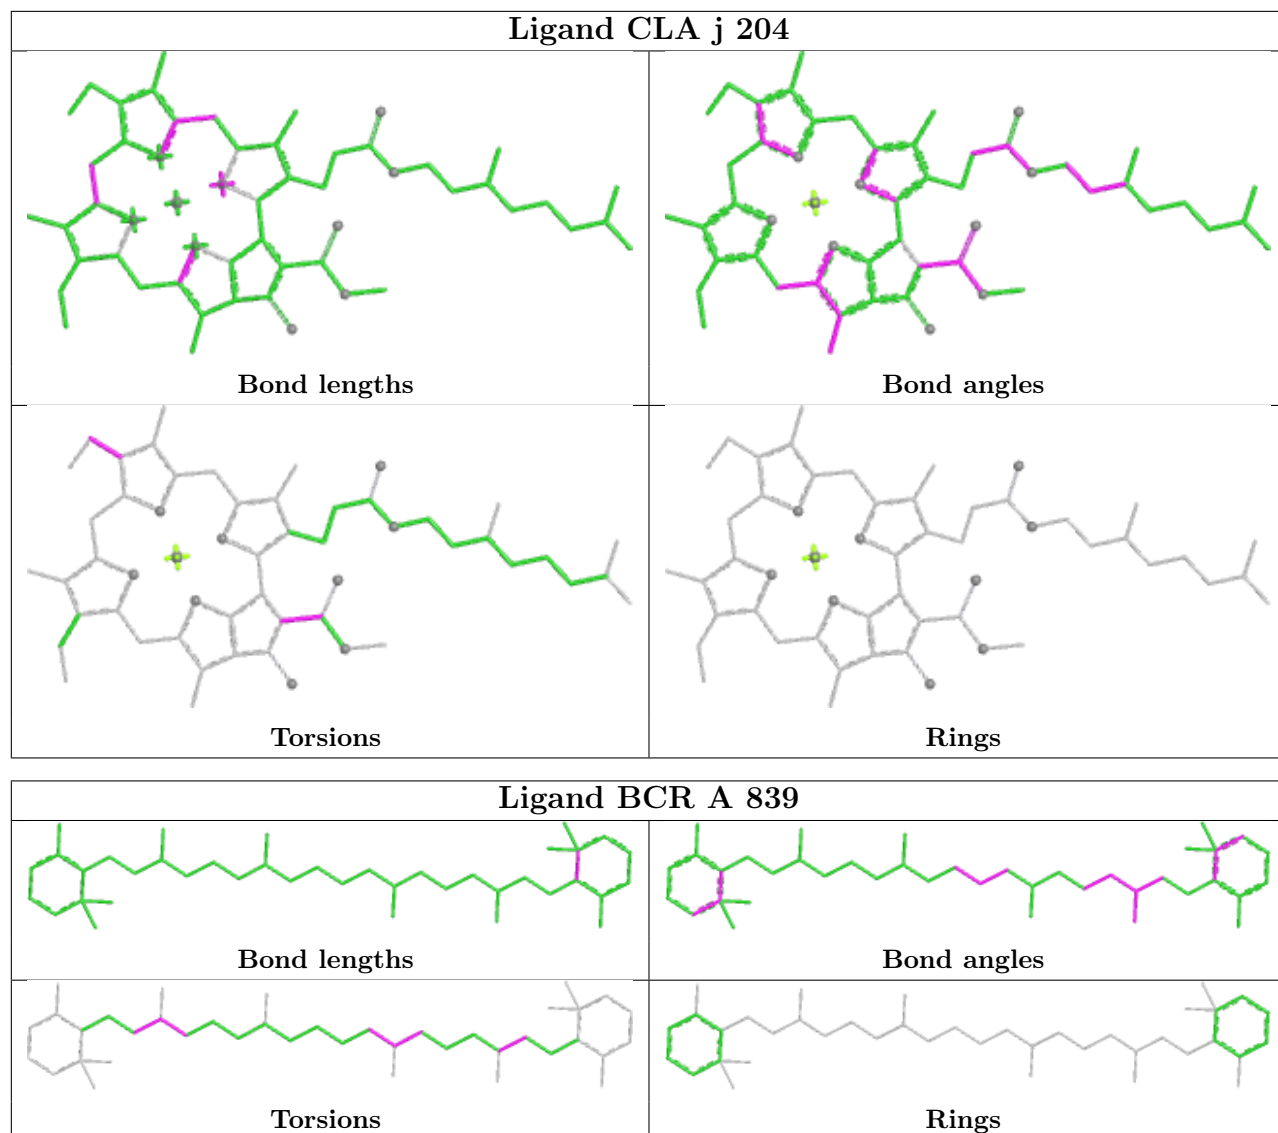 Ligand CLA j 204
Bond lengths
Bond angles
Torsions
Rings
Ligand BCR A 839
Bond lengths
Bond angles
Torsions
Rings